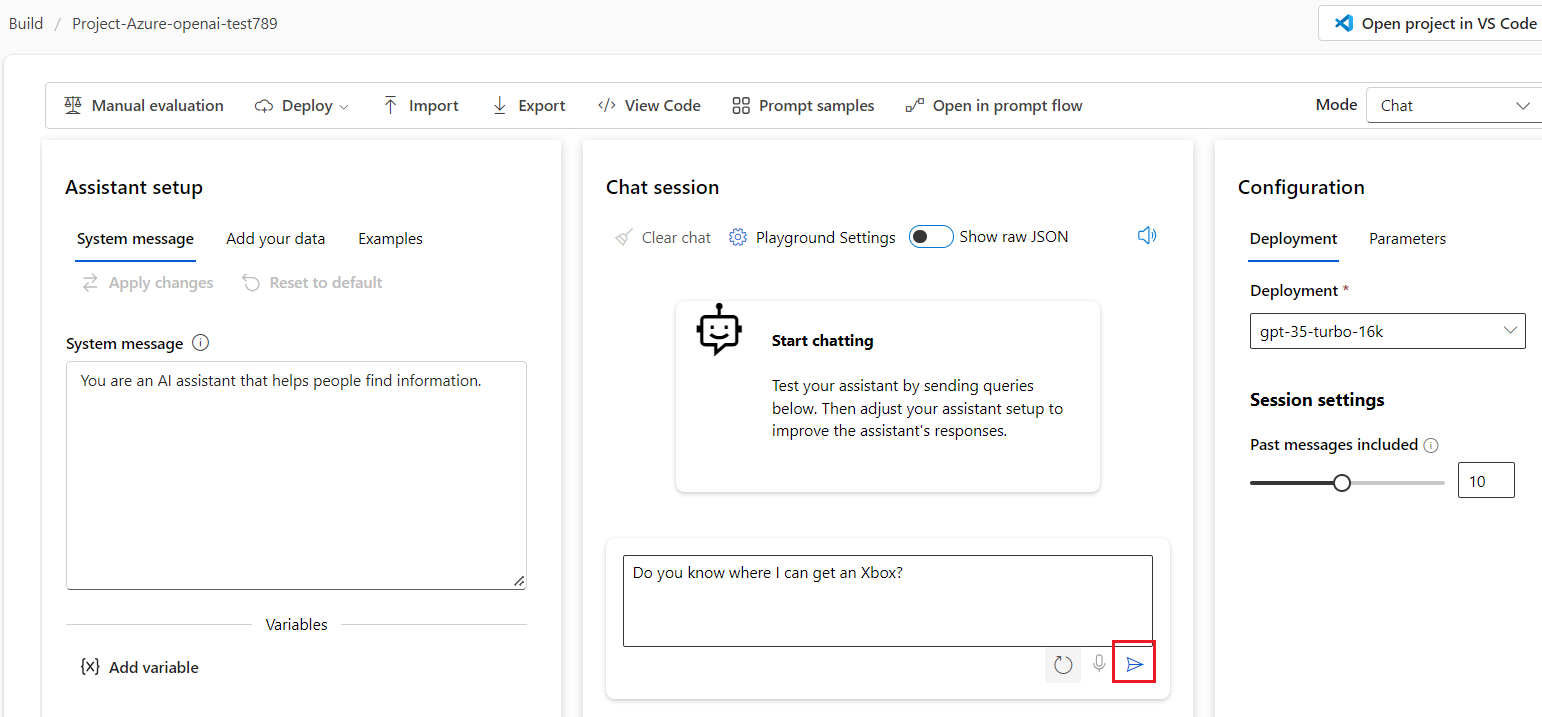 Build / Project-Azure-openai-test789
Open project in VS Code
Manual evaluation
Deploy
Import
Export
View Code
Prompt samples
Open in prompt flow
Mode
Chat
Assistant setup
System message
Add your data
Examples
Apply changes
Reset to default
System message
You are an AI assistant that helps people find information.
Variables
{x} Add variable
Chat session
Clear chat
Playground Settings
Show raw JSON
Start chatting
Test your assistant by sending queries
below. Then adjust your assistant setup to
improve the assistant's responses.
Do you know where I can get an Xbox?
Configuration
Deployment
Parameters
Deployment *
gpt-35-turbo-16k
Session settings
Past messages included
10